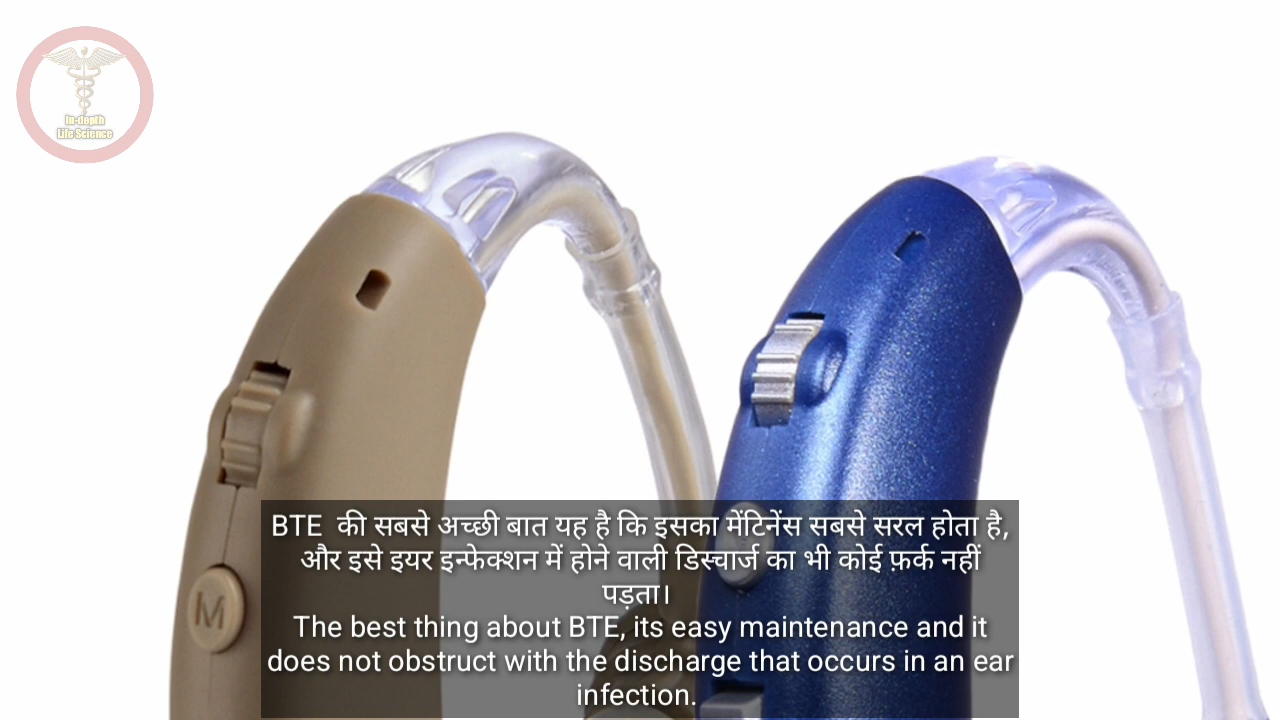 In-depth
Life Science
BTE की सबसे अच्छी बात यह है कि इसका मेंटिनेंस सबसे सरल होता है,
और इसे इयर इन्फेक्शन में होने वाली डिस्चार्ज का भी कोई फ़र्क नहीं
पड़ता।
M
The best thing about BTE, its easy maintenance and it
does not obstruct with the discharge that occurs in an ear
infection.